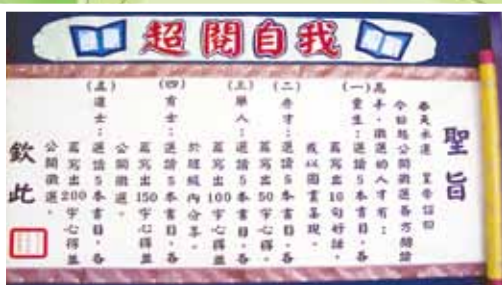 超閱自我
聖旨
奉天承運 皇帝詔曰
今日起公開徵選各方閱讀
高手，徵選的人才有：
(一)童生：選讀5本書目，各
篇寫出10句好話，
或以圖畫呈現。
(二)秀才：選讀5本書目，各
篇寫出50字心得。
(三)舉人：選讀5本書目，各
篇寫出100字心得並
於班級內分享。
(四)貢士：選讀5本書目，各
篇寫出150字心得並
公開徵選。
(五)進士：選讀5本書目，各
篇寫出200字心得並
公開徵選。
欽此